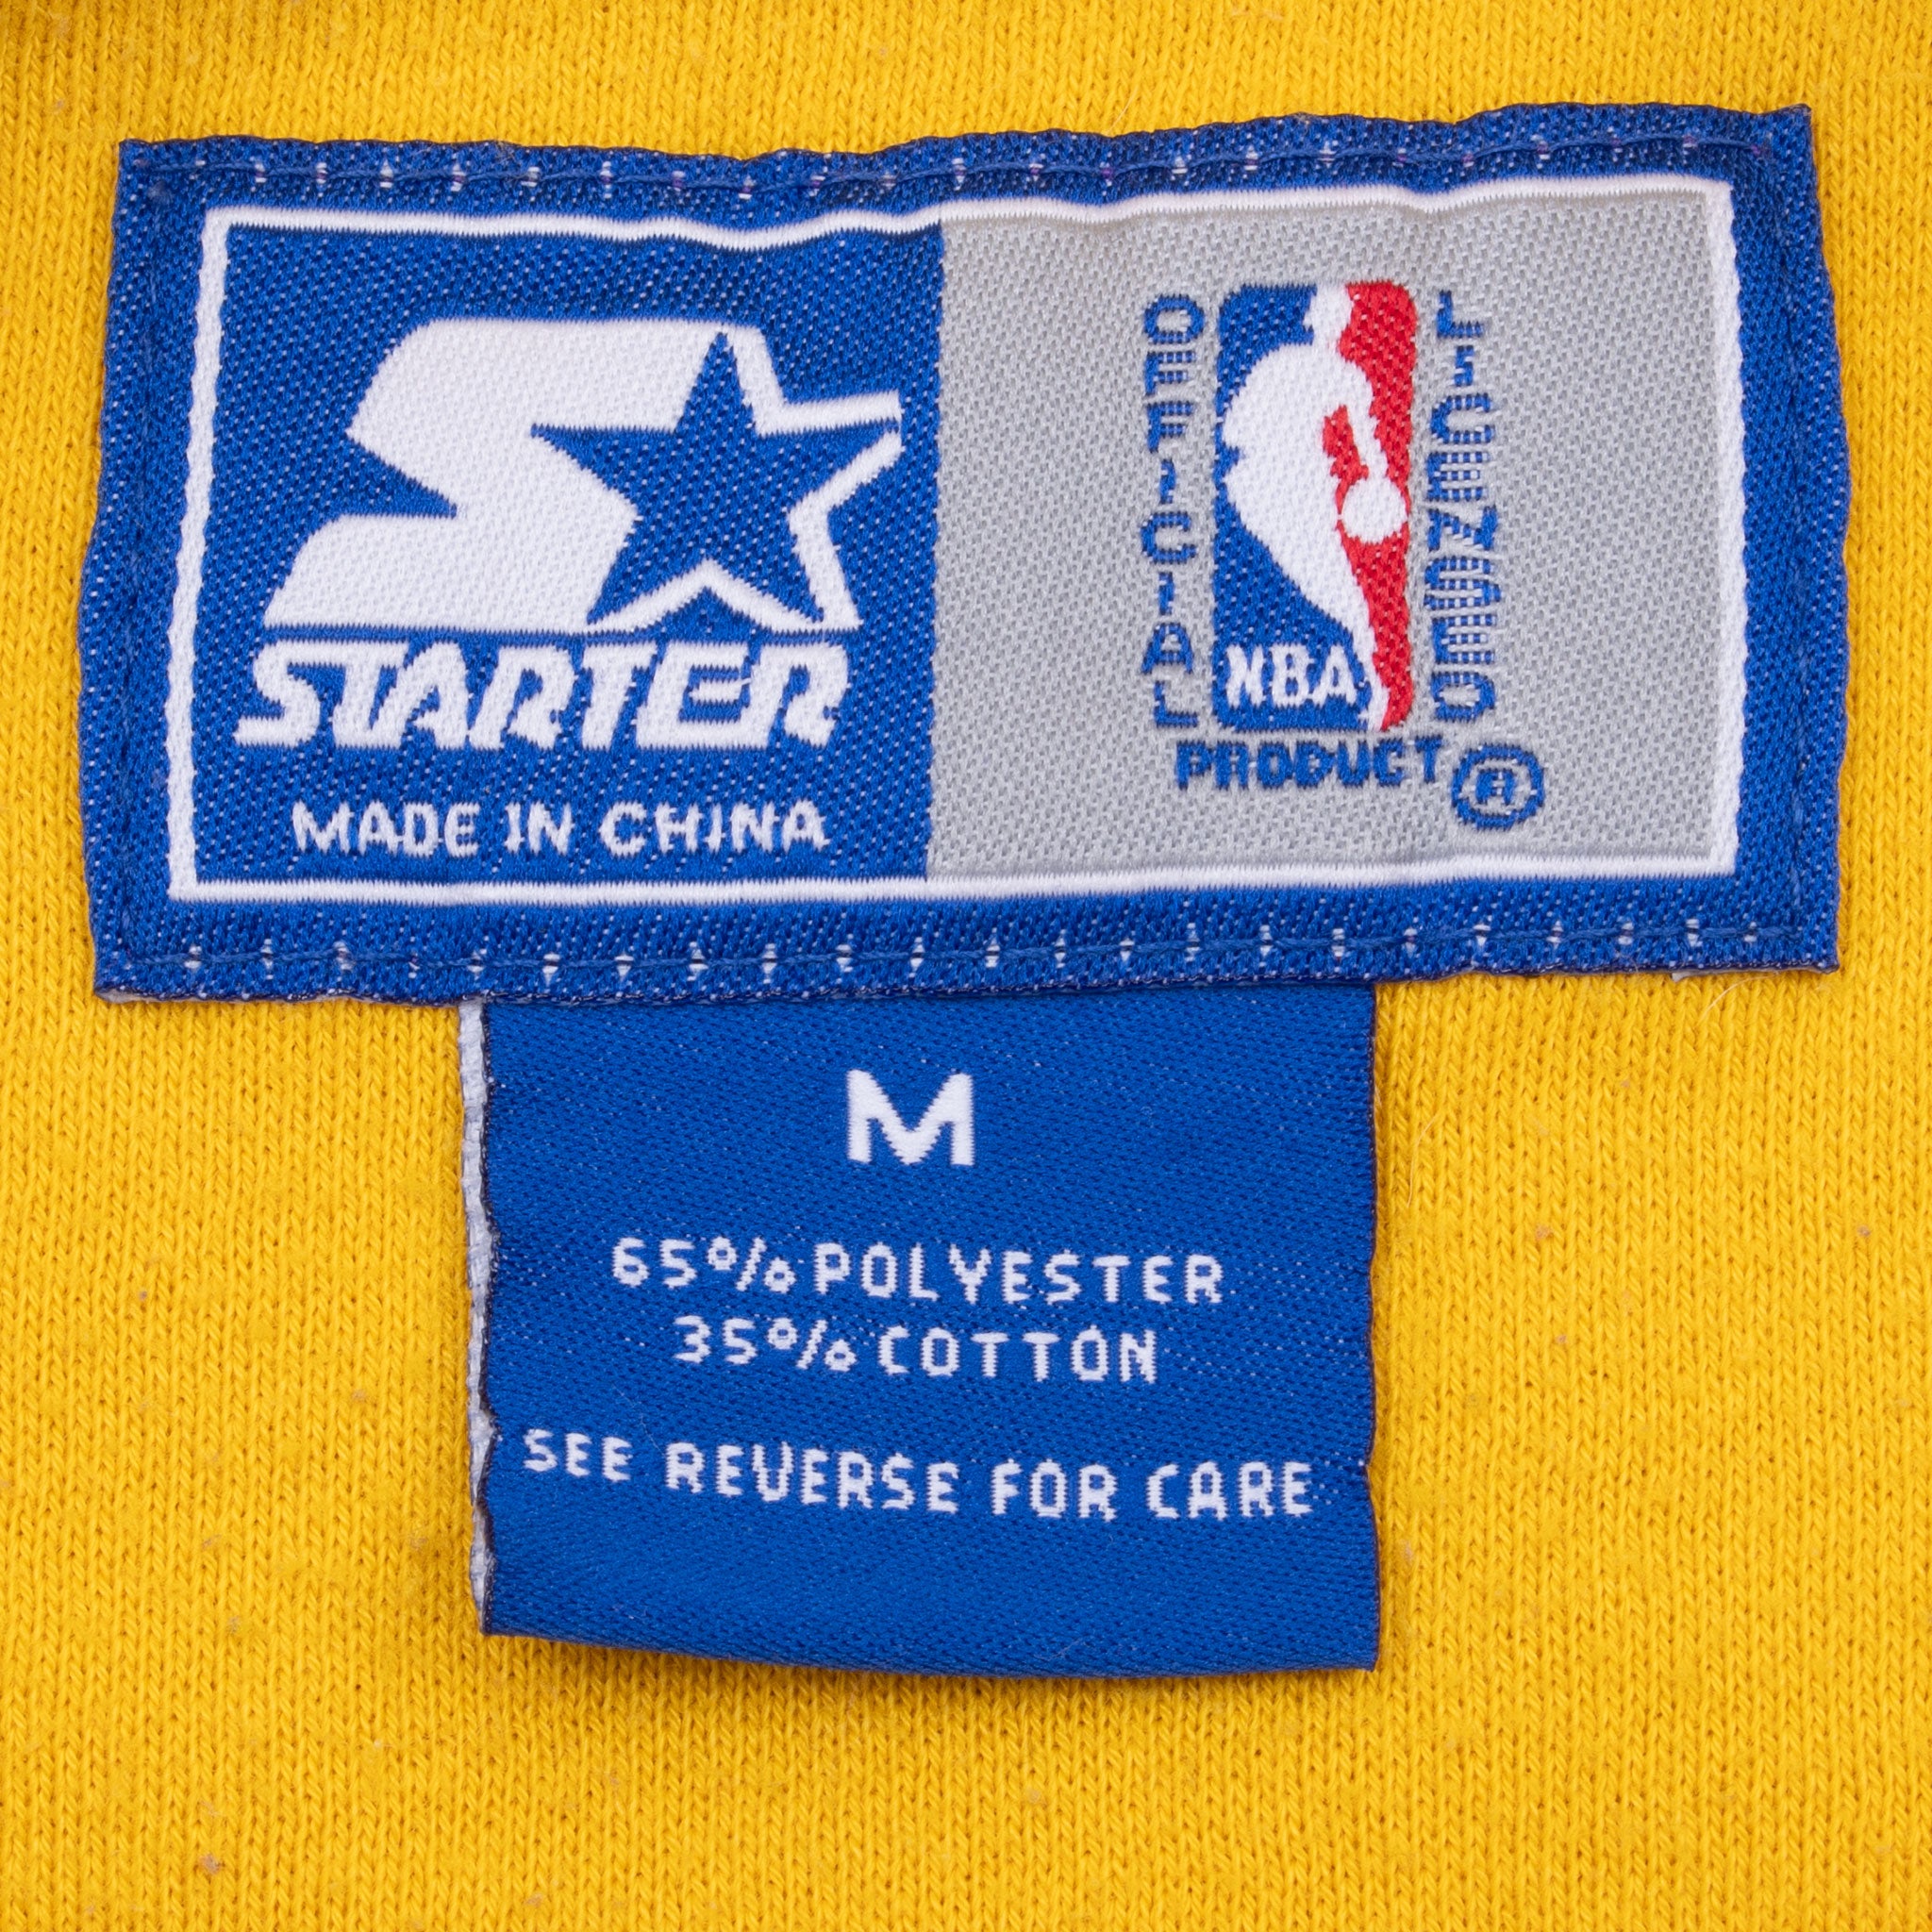 STARTER
MADE IN CHINA
OFFICIAL
NBA
LICENSED
PRODUCT ®
M
65% POLYESTER
35% COTTON
SEE REVERSE FOR CARE